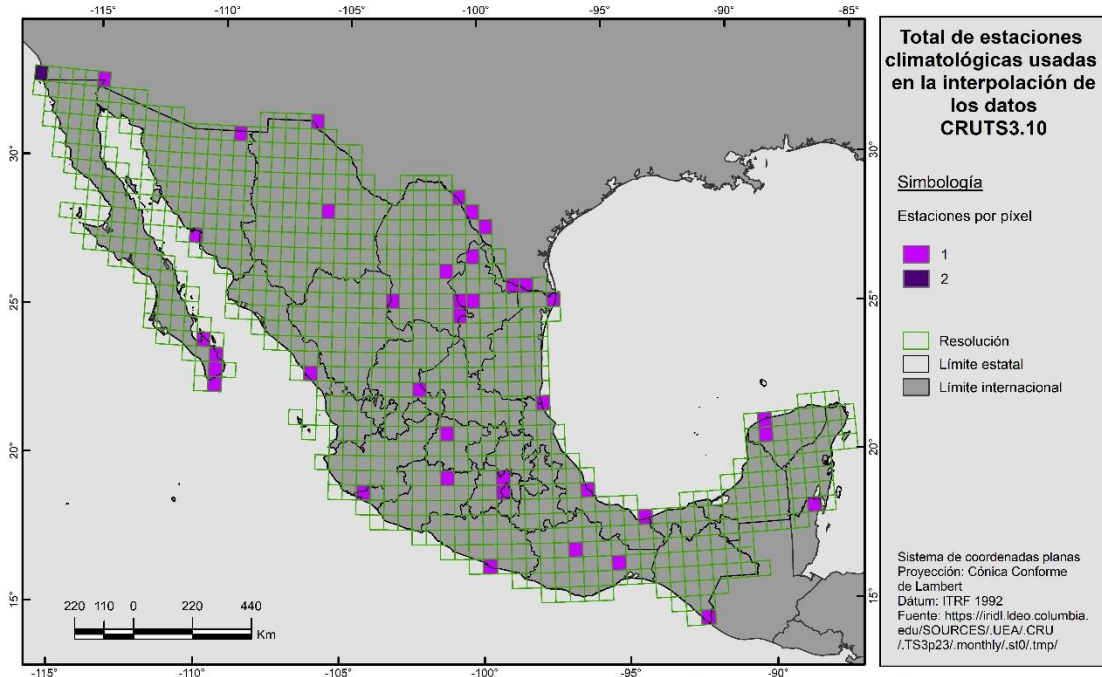 -115° -110° -105° -100° -95° -90° -85°
30°
25°
20°
15°
30°
25°
20°
15°
220 110 0 220 440
Km
-115° -110° -105° -100° -95° -90°
Total de estaciones
climatológicas usadas
en la interpolación de
los datos
CRUTS3.10
Simbología
Estaciones por píxel
1
2
Resolución
Límite estatal
Límite internacional
Sistema de coordenadas planas
Proyección: Cónica Conforme
de Lambert
Dátum: ITRF 1992
Fuente: https://iridl.ldeo.columbia.
edu/SOURCES/.UEA/.CRU
/.TS3p23/.monthly/.st0/.tmp/